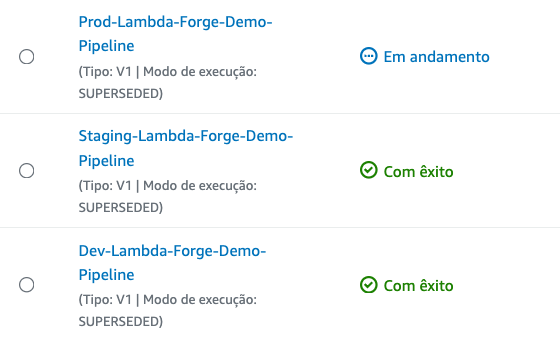 Prod-Lambda-Forge-Demo-
Pipeline
(Tipo: V1 | Modo de execução:
SUPERSEDED)
Em andamento
Staging-Lambda-Forge-Demo-
Pipeline
(Tipo: V1 | Modo de execução:
SUPERSEDED)
Com êxito
Dev-Lambda-Forge-Demo-
Pipeline
(Tipo: V1 | Modo de execução:
SUPERSEDED)
Com êxito